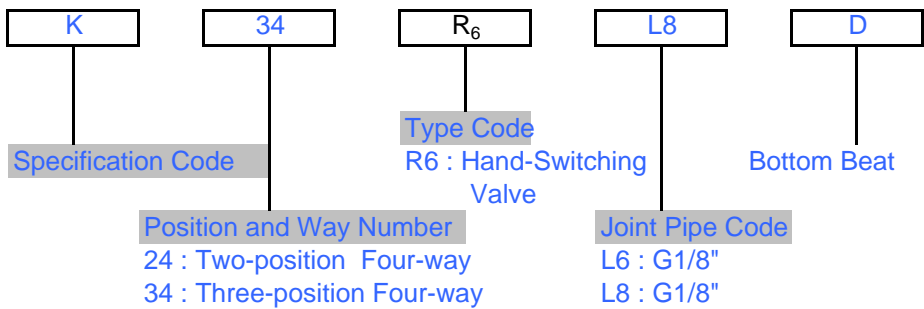 K 34 R6 L8 D
Type Code
Specification Code
R6 : Hand-Switching
Valve
Bottom Beat
Position and Way Number
24 : Two-position Four-way
34 : Three-position Four-way
Joint Pipe Code
L6 : G1/8"
L8 : G1/8"